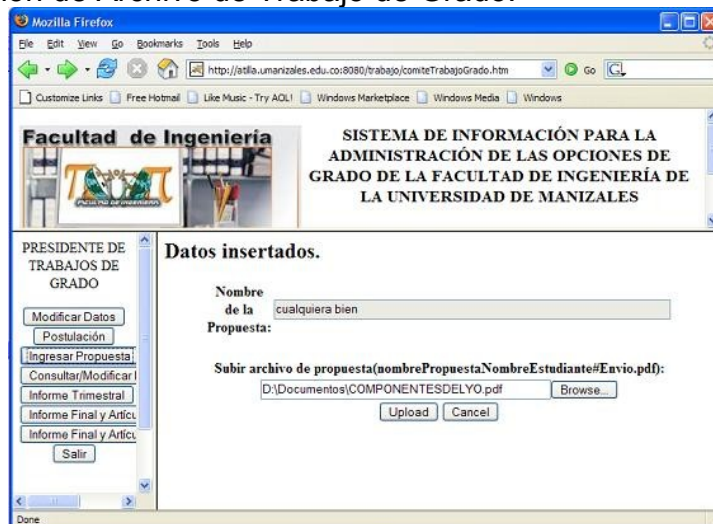 ión de Archivo de Trabajo de Grado.
Mozilla Firefox
File Edit View Go Bookmarks Tools Help
http://atila.umanizales.edu.co:8080/trabajo/comiteTrabajoGrado.htm Go
Customize Links Free Hotmail Like Music - Try AOL! Windows Marketplace Windows Media Windows
Facultad de Ingeniería
FACULTAD DE INGENIERIA
SISTEMA DE INFORMACIÓN PARA LA
ADMINISTRACIÓN DE LAS OPCIONES DE
GRADO DE LA FACULTAD DE INGENIERÍA DE
LA UNIVERSIDAD DE MANIZALES
PRESIDENTE DE
TRABAJOS DE
GRADO
Modificar Datos
Postulación
Ingresar Propuesta
Consultar/Modificar
Informe Trimestral
Informe Final y Artícu
Informe Final y Artícu
Salir
Datos insertados.
Nombre
de la
Propuesta:
cualquiera bien
Subir archivo de propuesta(nombrePropuestaNombreEstudiante#Envio.pdf):
D:\Documentos\COMPONENTESDELYO.pdf Browse...
Upload Cancel
Done